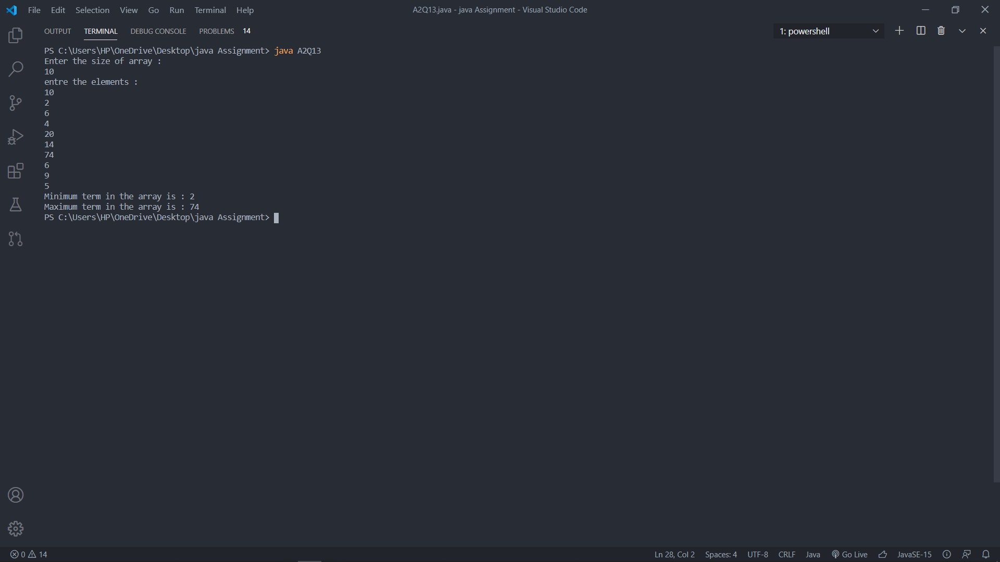 File Edit Selection View Go Run Terminal Help
A2Q13.java - java Assignment - Visual Studio Code
OUTPUT TERMINAL DEBUG CONSOLE PROBLEMS 14
1: powershell
PS C:\Users\HP\OneDrive\Desktop\java Assignment> java A2Q13
Enter the size of array :
10
entre the elements :
10
2
6
4
20
14
74
6
9
5
Minimum term in the array is : 2
Maximum term in the array is : 74
PS C:\Users\HP\OneDrive\Desktop\java Assignment>
0 14
Ln 28, Col 2 Spaces: 4 UTF-8 CRLF Java Go Live JavaSE-15